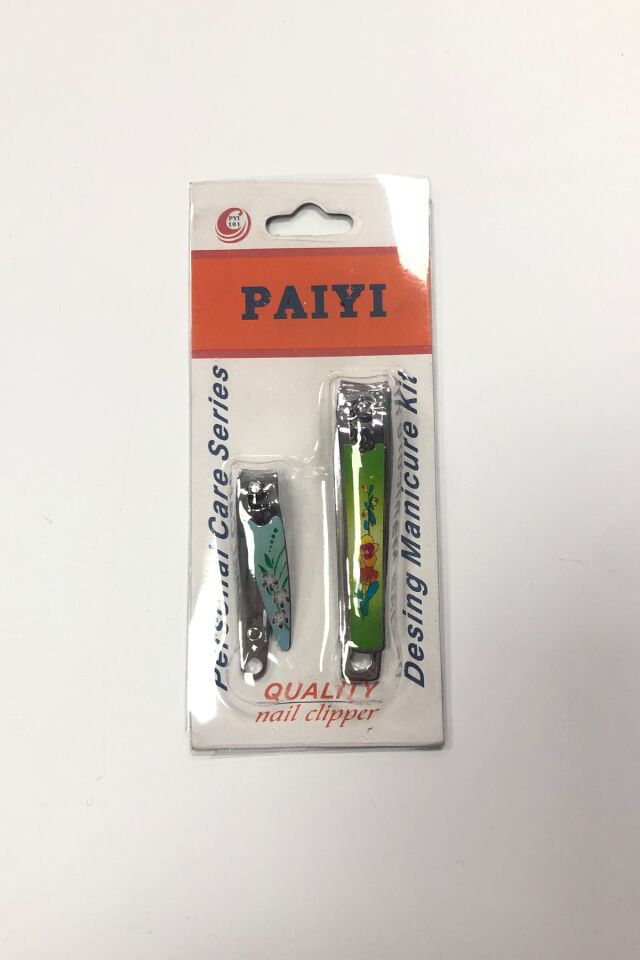 PYI
101
PAIYI
Personal Care Series
Desing Manicure Kit
QUALITY
nail clipper